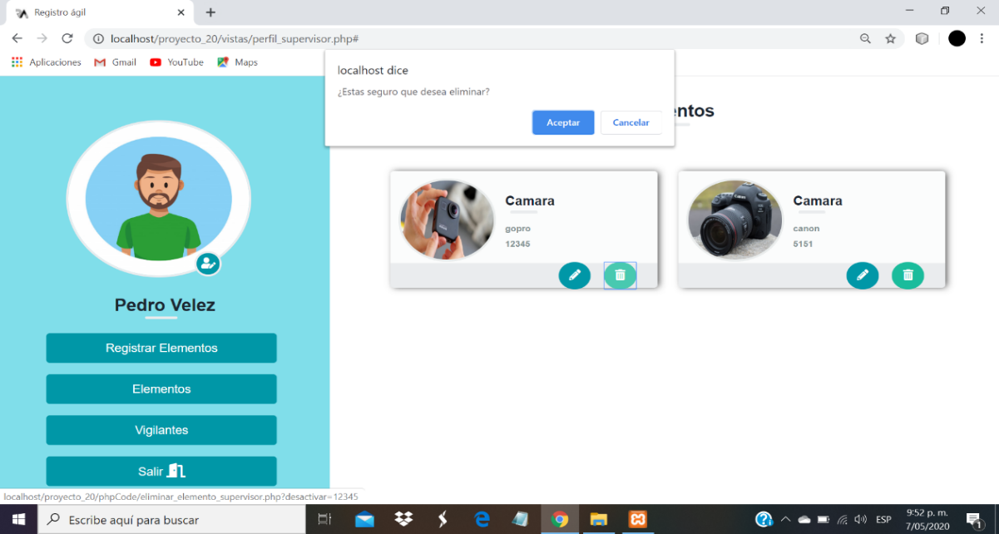 Registro ágil
localhost/proyecto_20/vistas/perfil_supervisor.php#
Aplicaciones Gmail YouTube Maps
localhost dice
¿Estas seguro que desea eliminar?
Aceptar Cancelar
entos
Pedro Velez
Registrar Elementos
Elementos
Vigilantes
Salir
Camara
gopro
12345
Camara
canon
5151
localhost/proyecto_20/phpCode/eliminar_elemento_supervisor.php?desactivar=12345
Escribe aquí para buscar
ESP
9:52 p. m.
7/05/2020
1